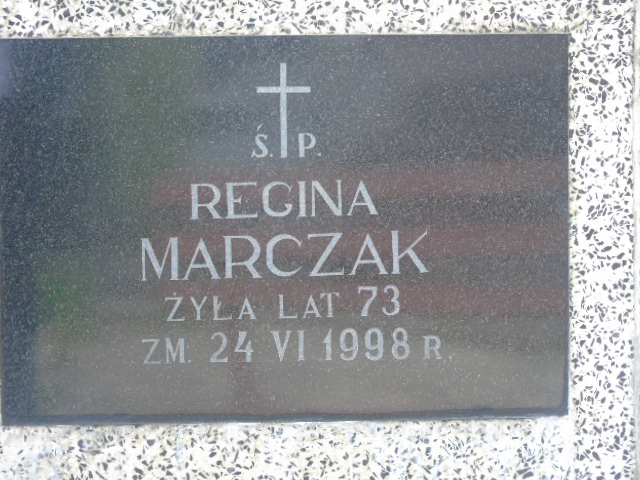 Ś. P.
REGINA
MARCZAK
ŻYŁA LAT 73
ZM. 24 VI 1998 R.